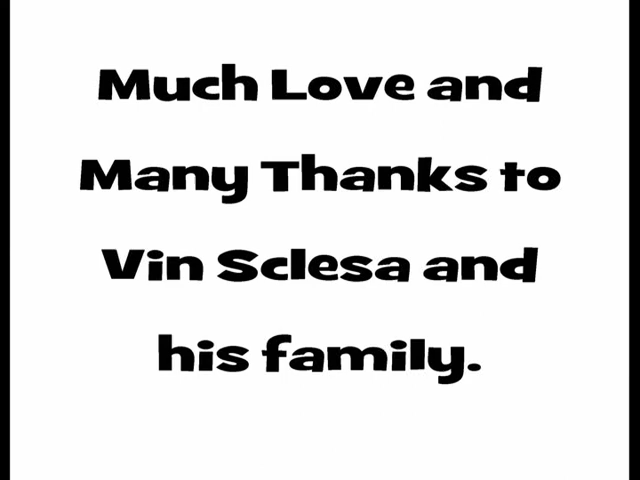 Much Love and
Many Thanks to
Vin Sclesa and
his family.